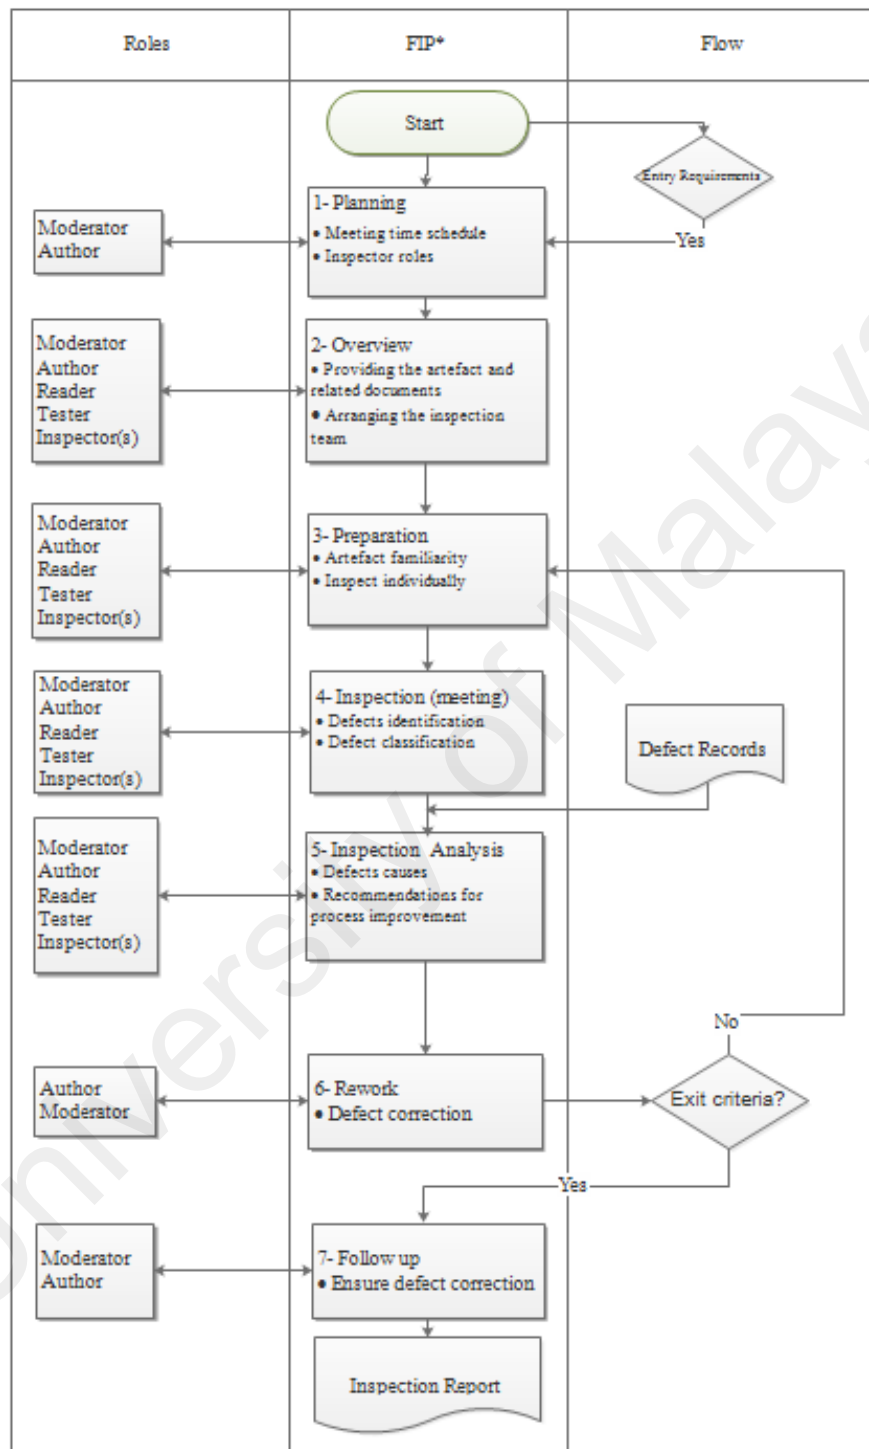 Roles
FIP*
Flow
Start
Entry Requirements
Yes
Moderator
Author
1- Planning
• Meeting time schedule
• Inspector roles
Moderator
Author
Reader
Tester
Inspector(s)
2- Overview
• Providing the artefact and
related documents
• Arranging the inspection
team
Moderator
Author
Reader
Tester
Inspector(s)
3- Preparation
• Artefact familiarity
• Inspect individually
Moderator
Author
Reader
Tester
Inspector(s)
4- Inspection (meeting)
• Defects identification
• Defect classification
Defect Records
Moderator
Author
Reader
Tester
Inspector(s)
5- Inspection Analysis
• Defects causes
• Recommendations for
process improvement
No
Author
Moderator
6- Rework
• Defect correction
Exit criteria?
Yes
Moderator
Author
7- Follow up
• Ensure defect correction
Inspection Report
University of Malaya